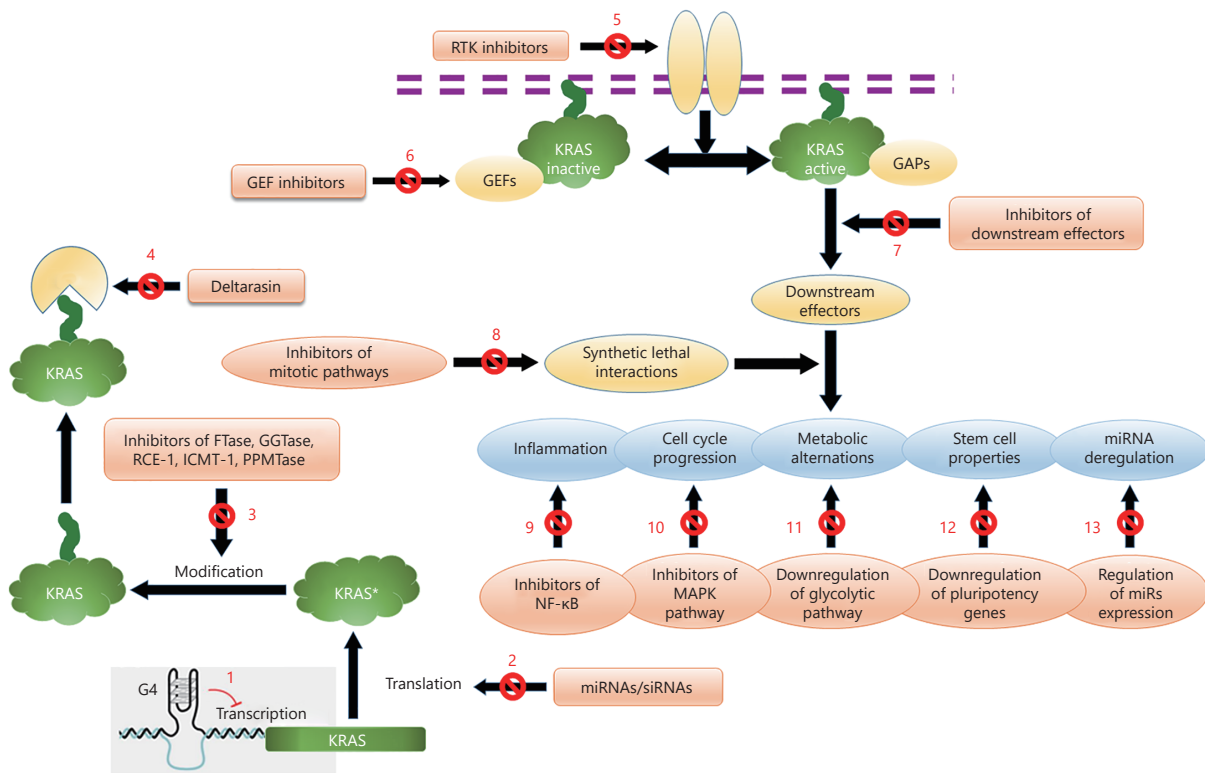 5
RTK inhibitors
KRAS
inactive
KRAS
active
GAPs
6
GEF inhibitors
GEFs
Inhibitors of
downstream effectors
7
4
Deltarasin
Downstream
effectors
KRAS
8
Inhibitors of
mitotic pathways
Synthetic lethal
interactions
Inhibitors of FTase, GGTase,
RCE-1, ICMT-1, PPMTase
Inflammation
Cell cycle
progression
Metabolic
alternations
Stem cell
properties
miRNA
deregulation
3
9
10
11
12
13
Modification
KRAS
KRAS*
Inhibitors of
NF-κB
Inhibitors of
MAPK
pathway
Downregulation
of glycolytic
pathway
Downregulation
of pluripotency
genes
Regulation
of miRs
expression
2
Translation
miRNAs/siRNAs
1
G4
Transcription
KRAS